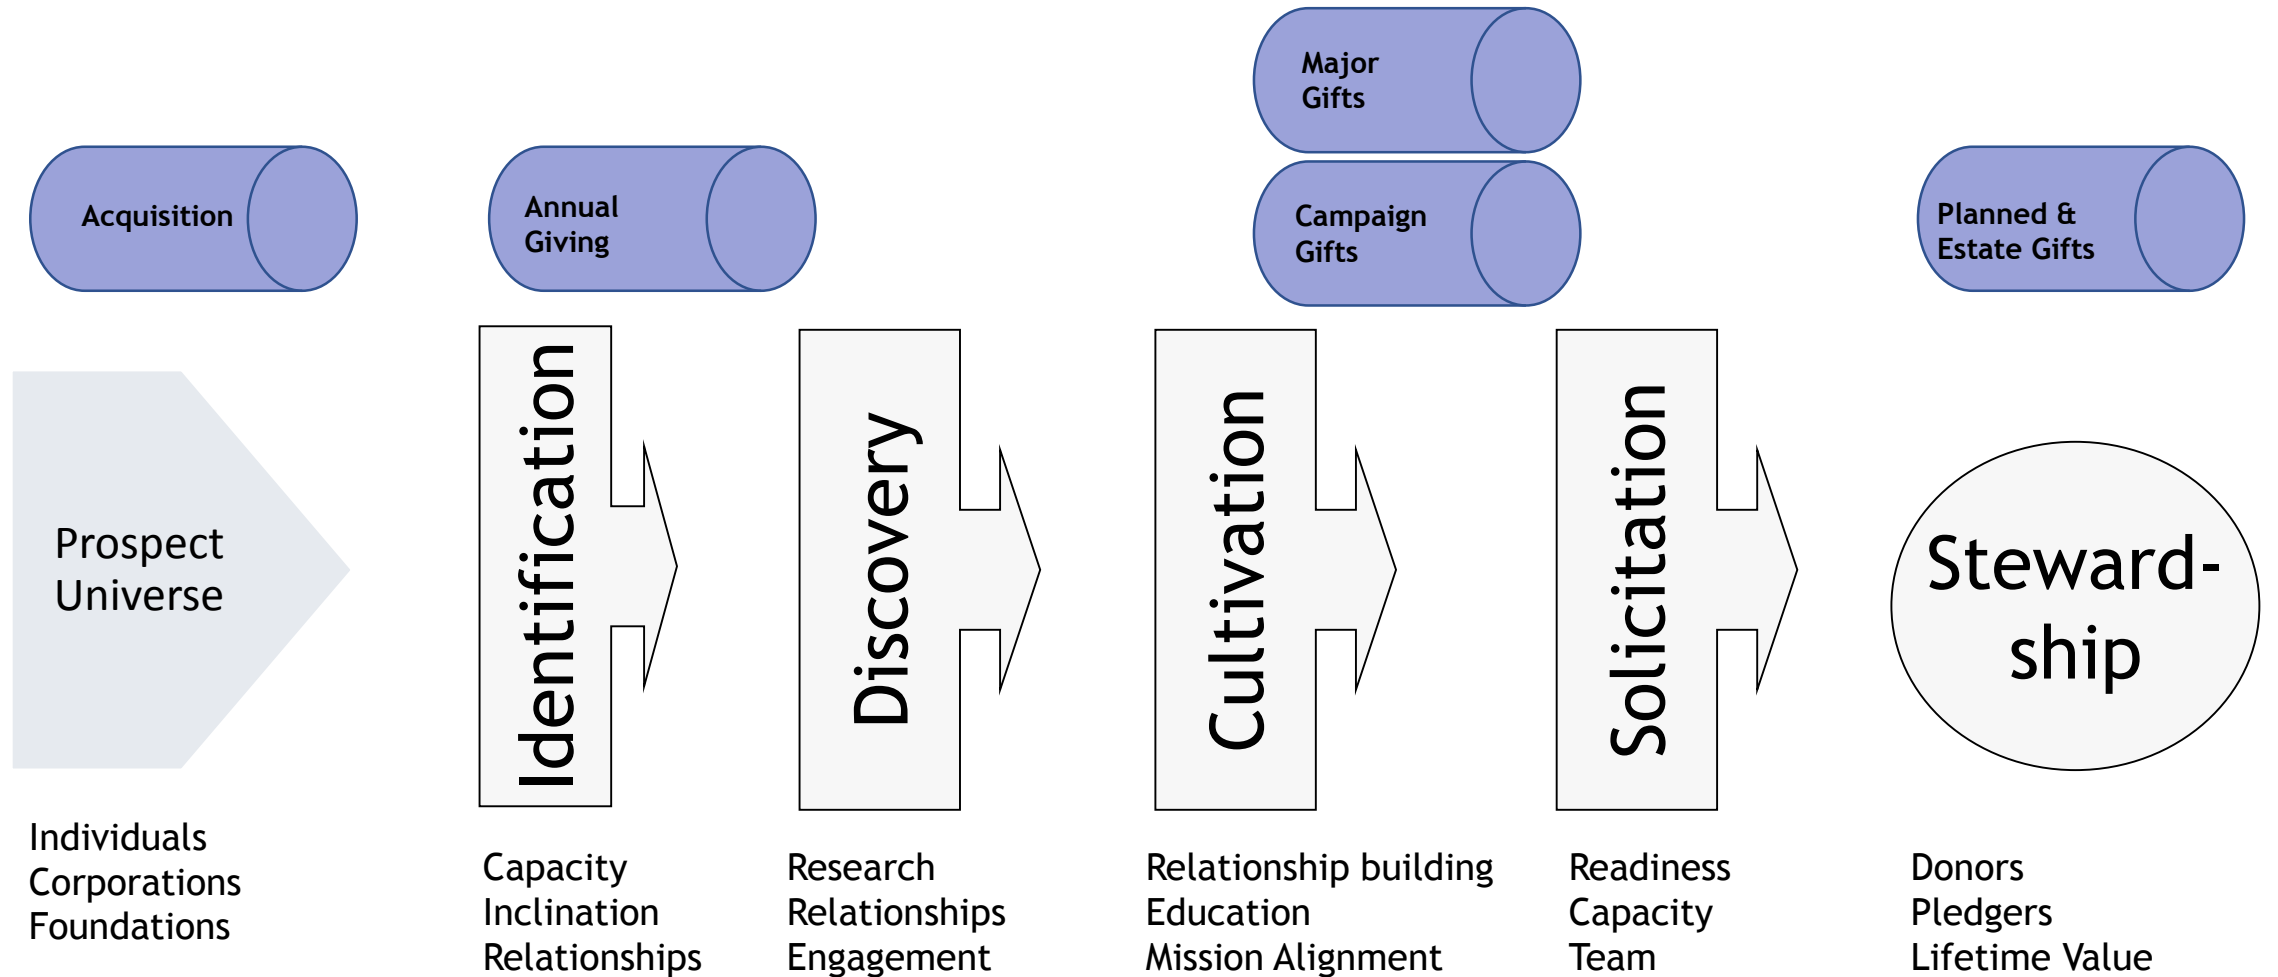 Major
Gifts
Acquisition
Annual
Giving
Campaign
Gifts
Planned &
Estate Gifts
Prospect
Universe
Identification
Discovery
Cultivation
Solicitation
Steward-
ship
Individuals
Corporations
Foundations
Capacity
Inclination
Relationships
Research
Relationships
Engagement
Relationship building
Education
Mission Alignment
Readiness
Capacity
Team
Donors
Pledgers
Lifetime Value